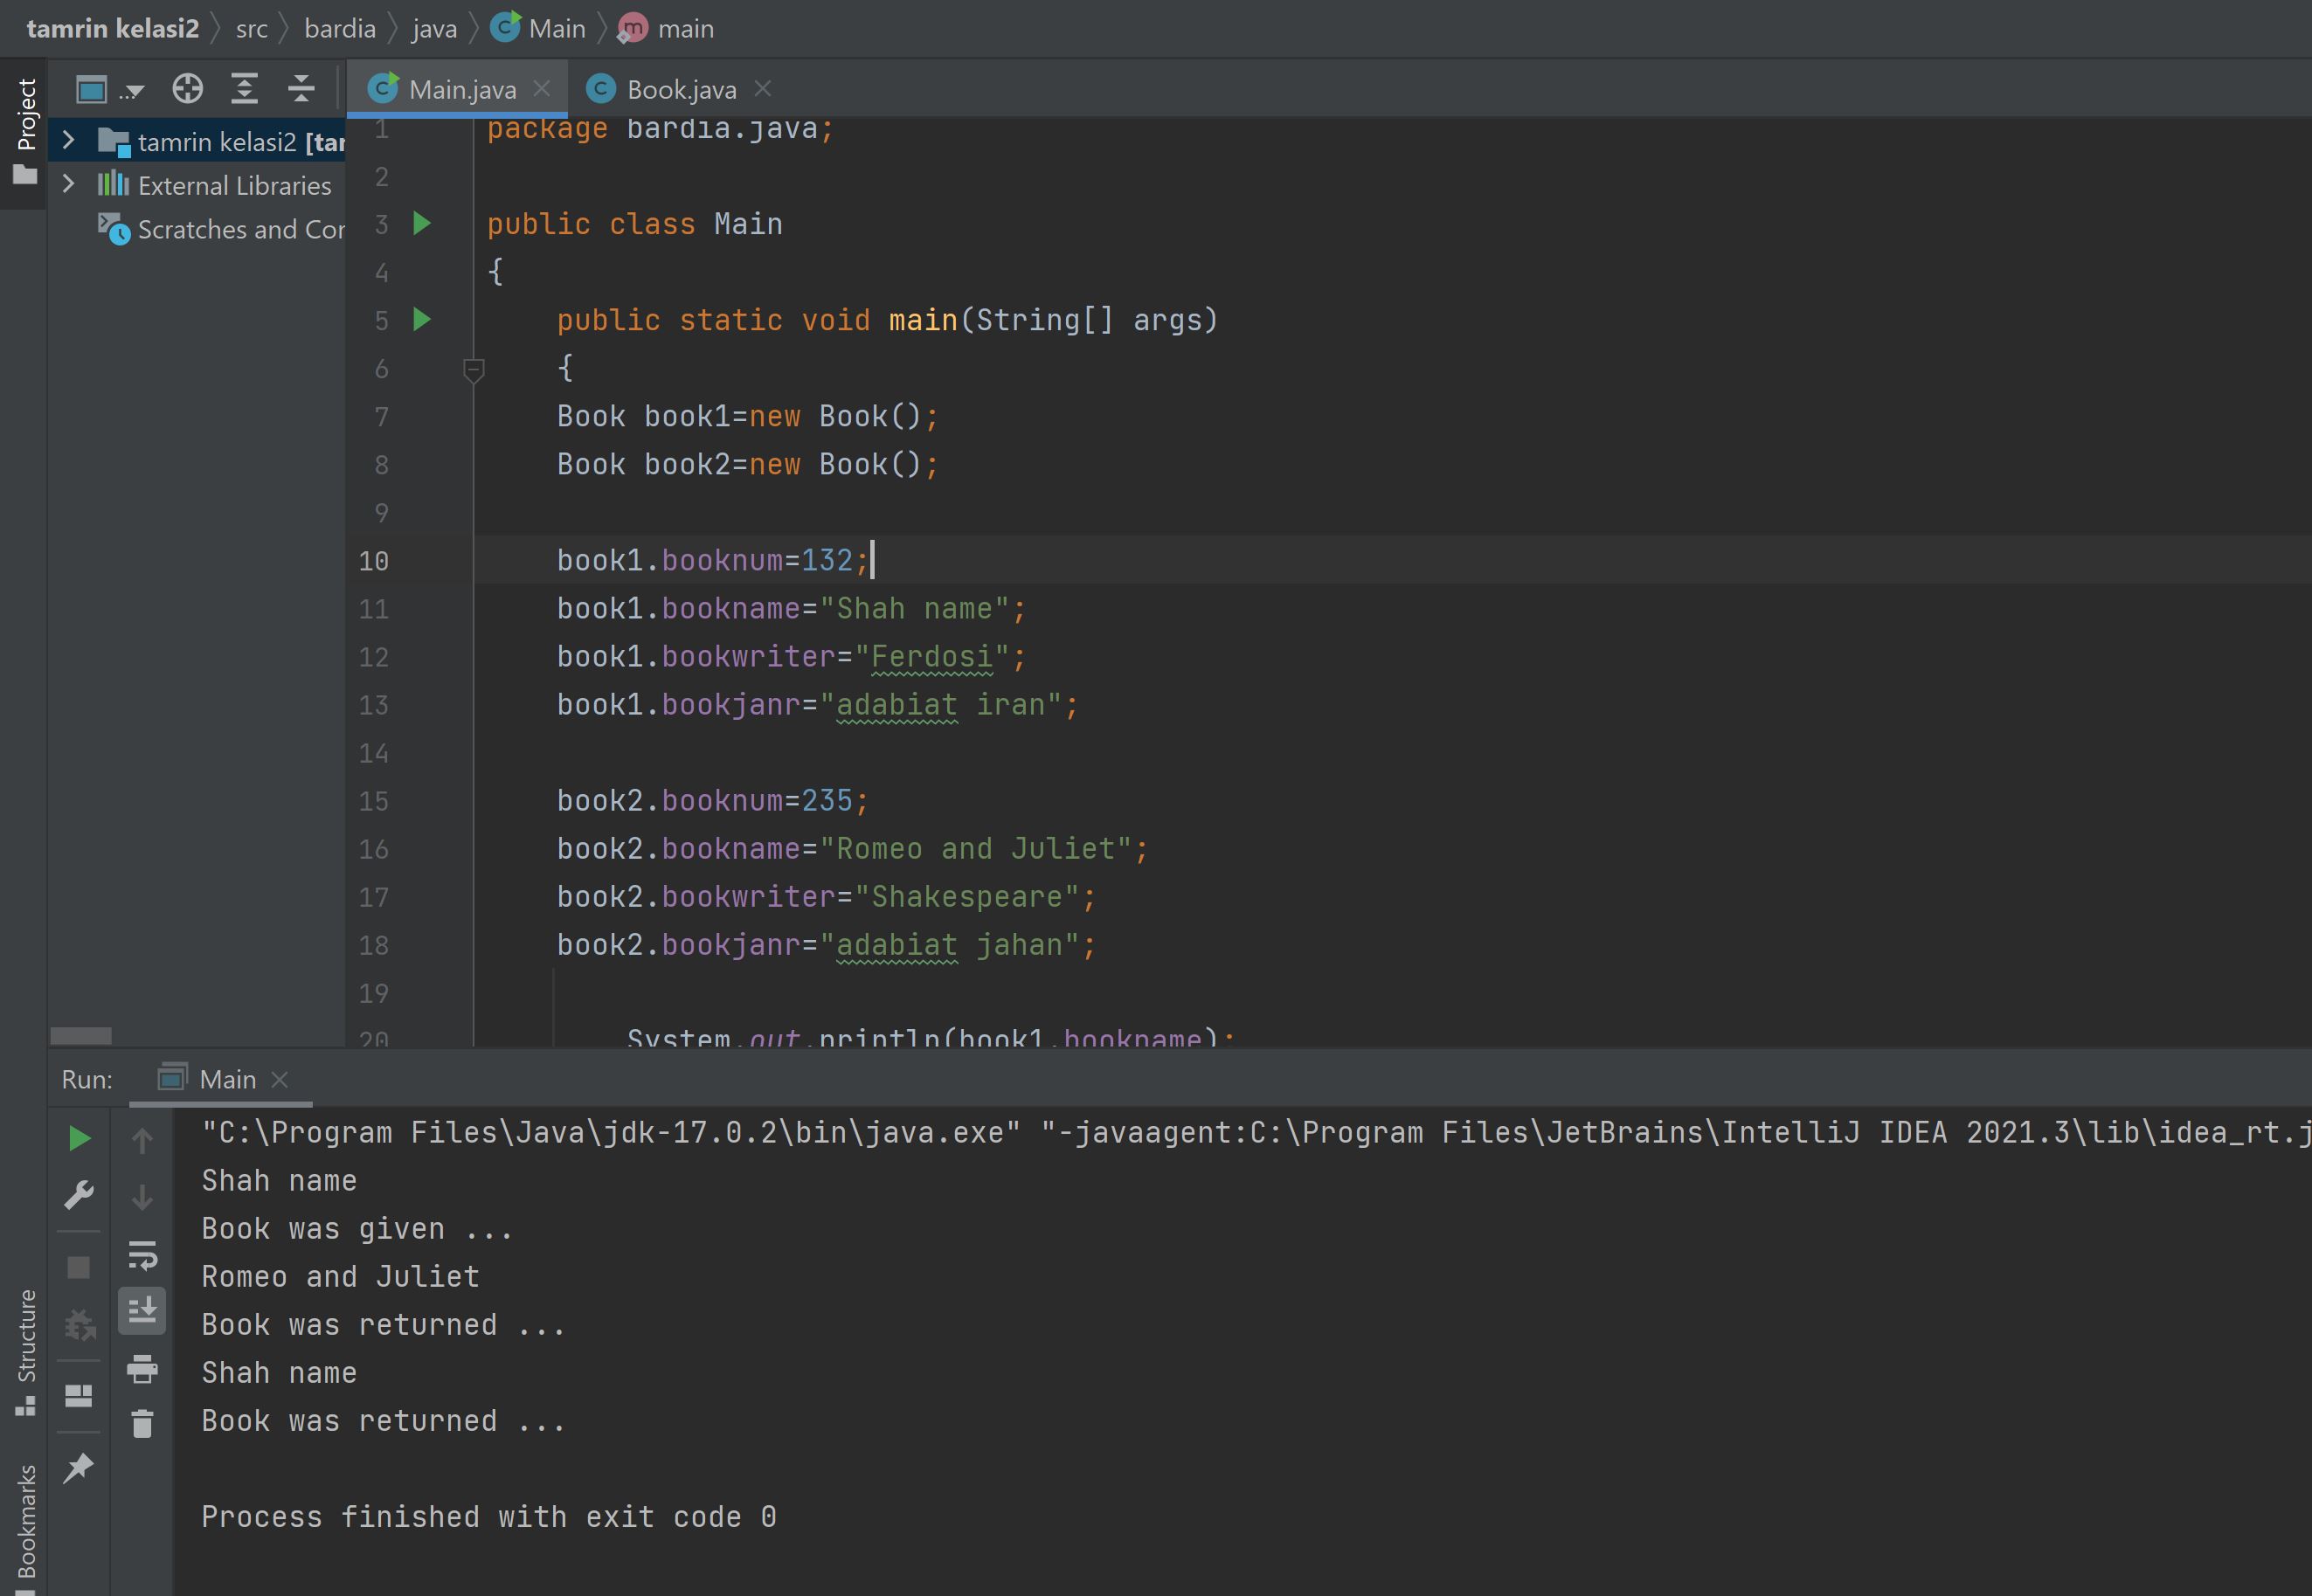 tamrin kelasi2 src bardia java Main main
Project
...
Main.java Book.java
tamrin kelasi2 [tar
External Libraries
Scratches and Cor
1 package bardia.java;
2
3 public class Main
4 {
5 public static void main(String[] args)
6 {
7 Book book1=new Book();
8 Book book2=new Book();
9
10 book1.booknum=132;
11 book1.bookname="Shah name";
12 book1.bookwriter="Ferdosi";
13 book1.bookjanr="adabiat iran";
14
15 book2.booknum=235;
16 book2.bookname="Romeo and Juliet";
17 book2.bookwriter="Shakespeare";
18 book2.bookjanr="adabiat jahan";
19
20 System.out.println(book1.bookname);
Run: Main
"C:\Program Files\Java\jdk-17.0.2\bin\java.exe" "-javaagent:C:\Program Files\JetBrains\IntelliJ IDEA 2021.3\lib\idea_rt.j
Shah name
Book was given ...
Romeo and Juliet
Book was returned ...
Shah name
Book was returned ...
Process finished with exit code 0
Structure
Bookmarks